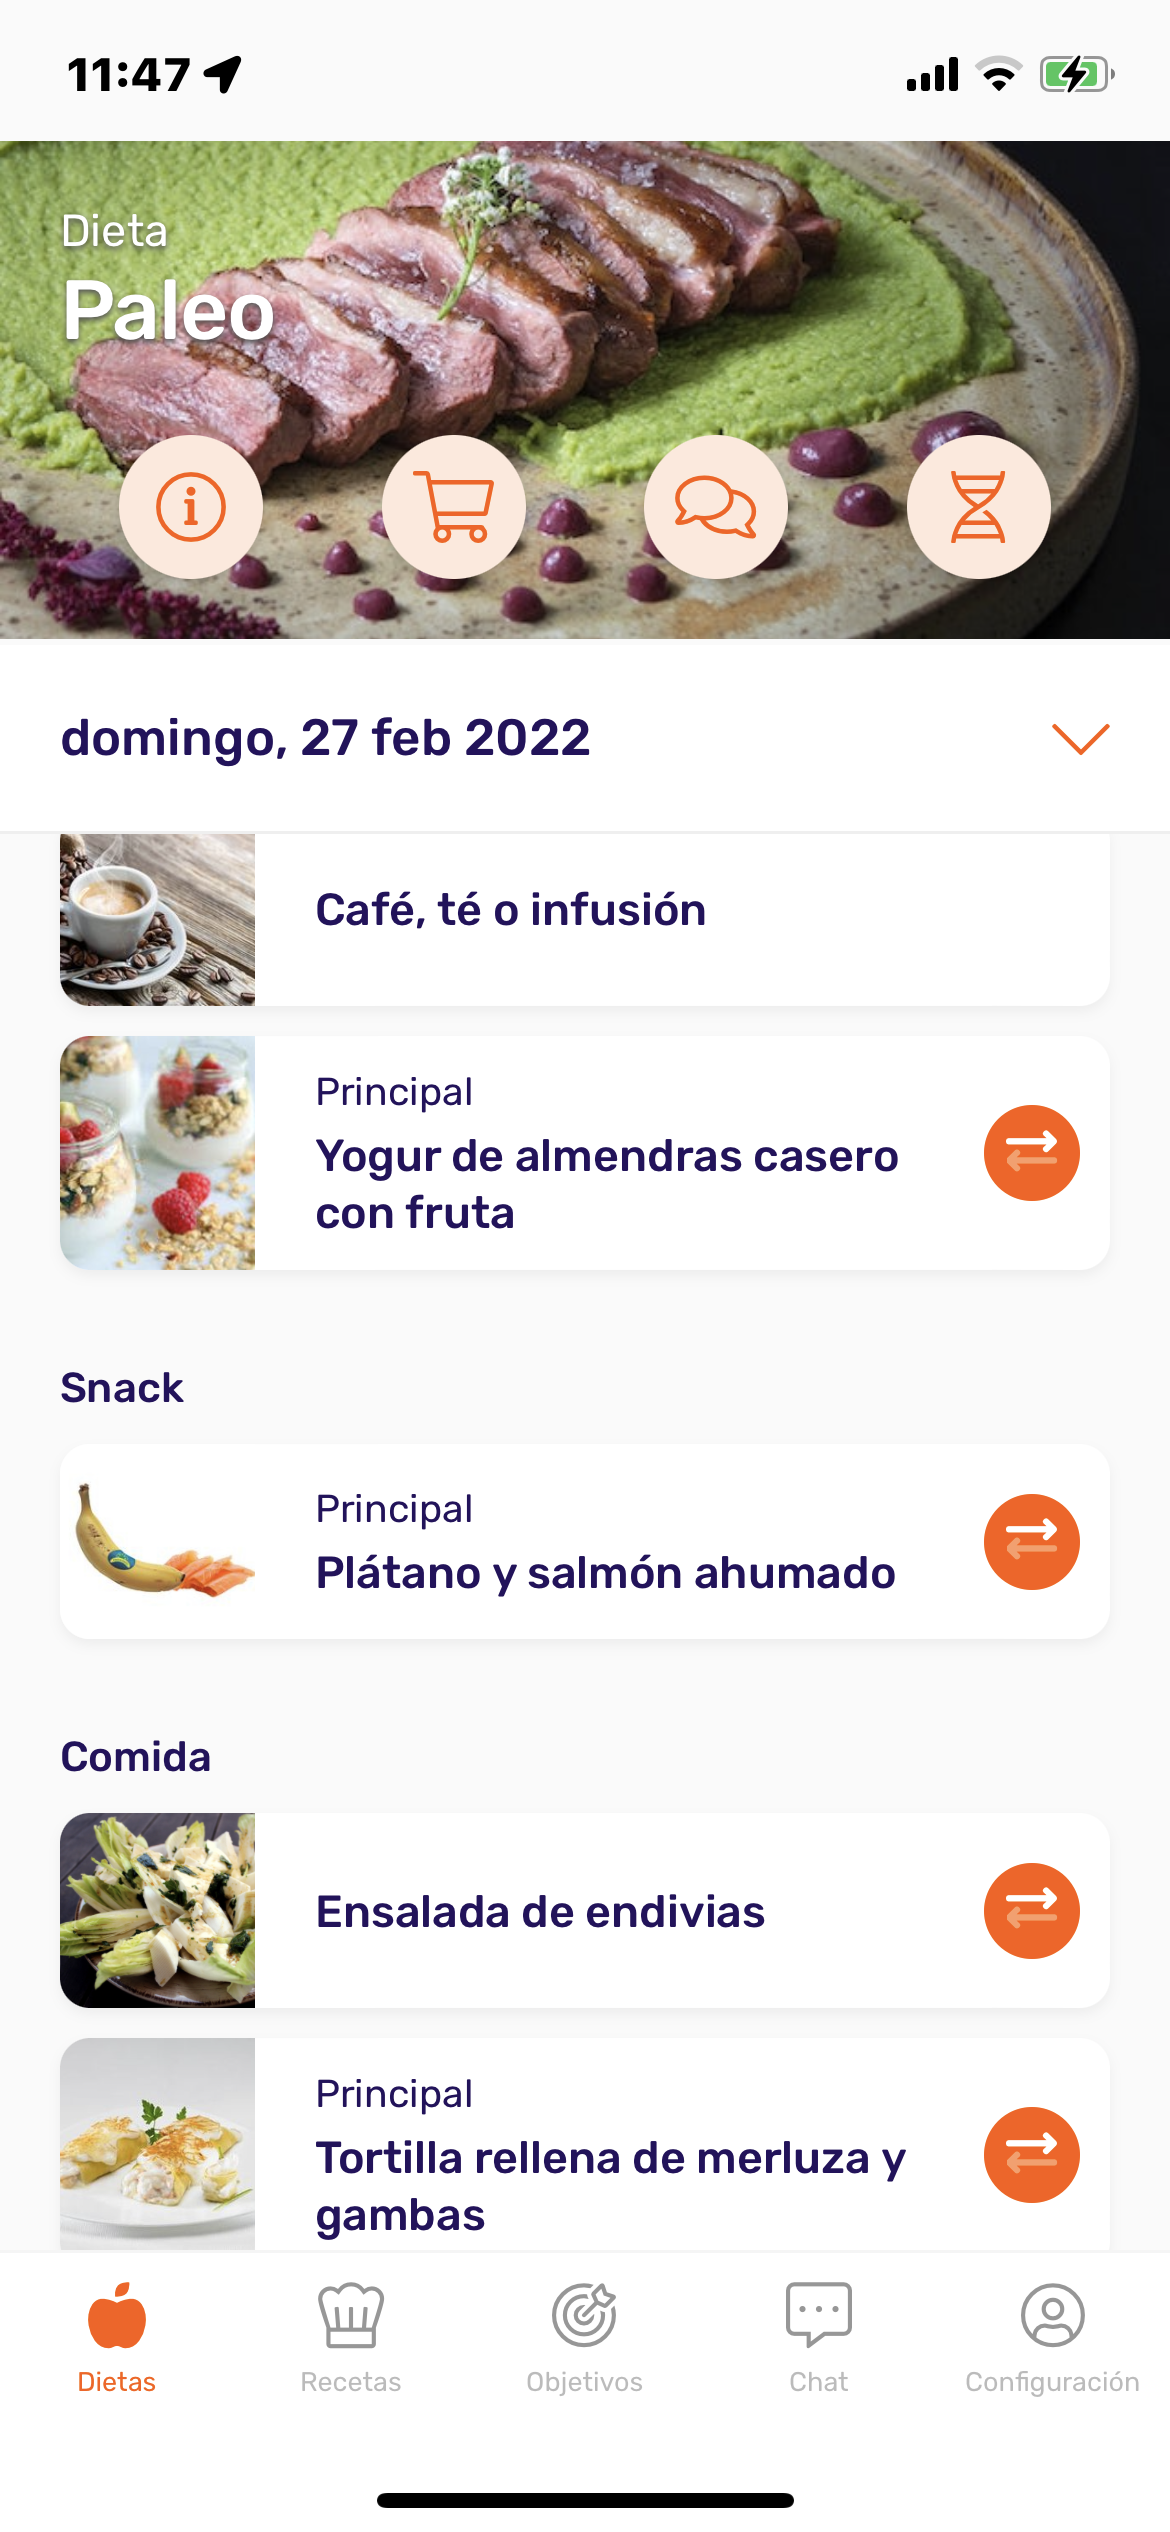 11:47
Dieta
Paleo
domingo, 27 feb 2022
Café, té o infusión
Principal
Yogur de almendras casero
con fruta
Snack
Principal
Plátano y salmón ahumado
Comida
Ensalada de endivias
Principal
Tortilla rellena de merluza y
gambas
Dietas
Recetas
Objetivos
Chat
Configuración